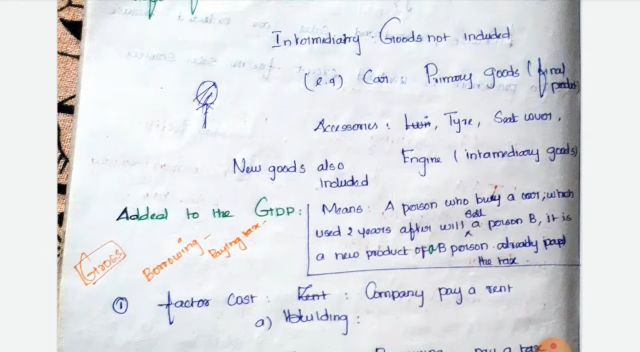 Intermediary Goods not included
(e.g) Car : Primary goods (final
product)
Accessories : Tyre, Seat cover,
Engine (intamediary goods)
New goods also
included
Added to the GDP :
Means : A person who buy a car, which
used 2 years after will sell a person B, it is
a new product of B person already paye
the tax
Gross
Borrowing - Paying tax -
① factor cost : Rent : Company pay a rent
a) Building :
pay a tax